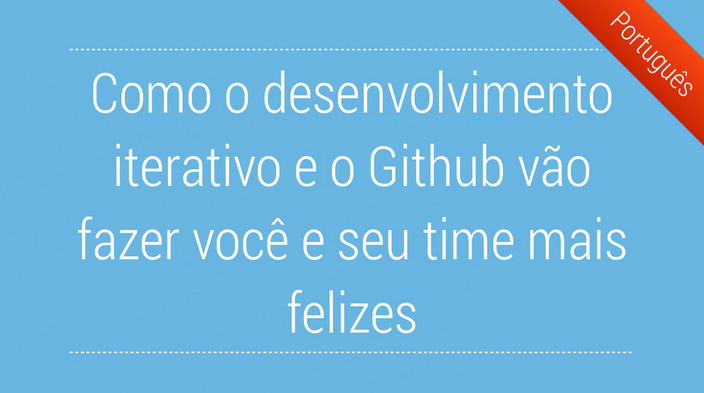 Português
Como o desenvolvimento
iterativo e o Github vão
fazer você e seu time mais
felizes